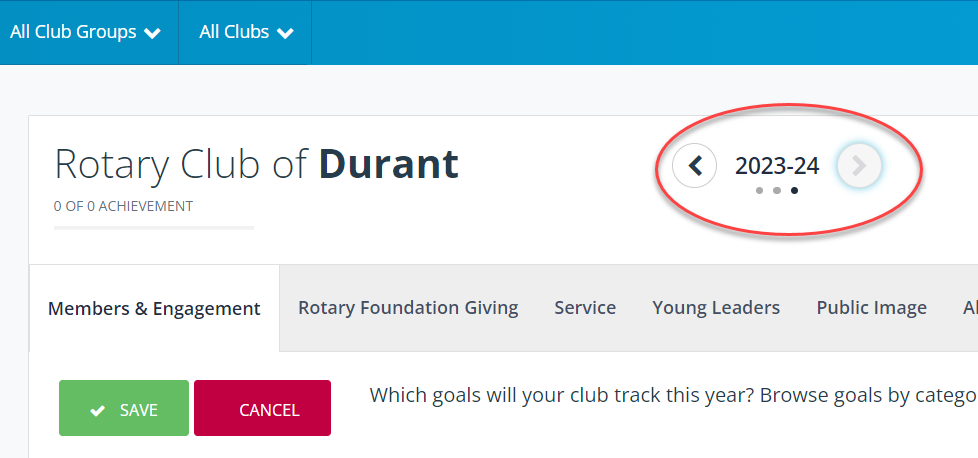 All Club Groups All Clubs
Rotary Club of Durant
2023-24
0 OF 0 ACHIEVEMENT
Members & Engagement Rotary Foundation Giving Service Young Leaders Public Image
SAVE CANCEL Which goals will your club track this year? Browse goals by catego